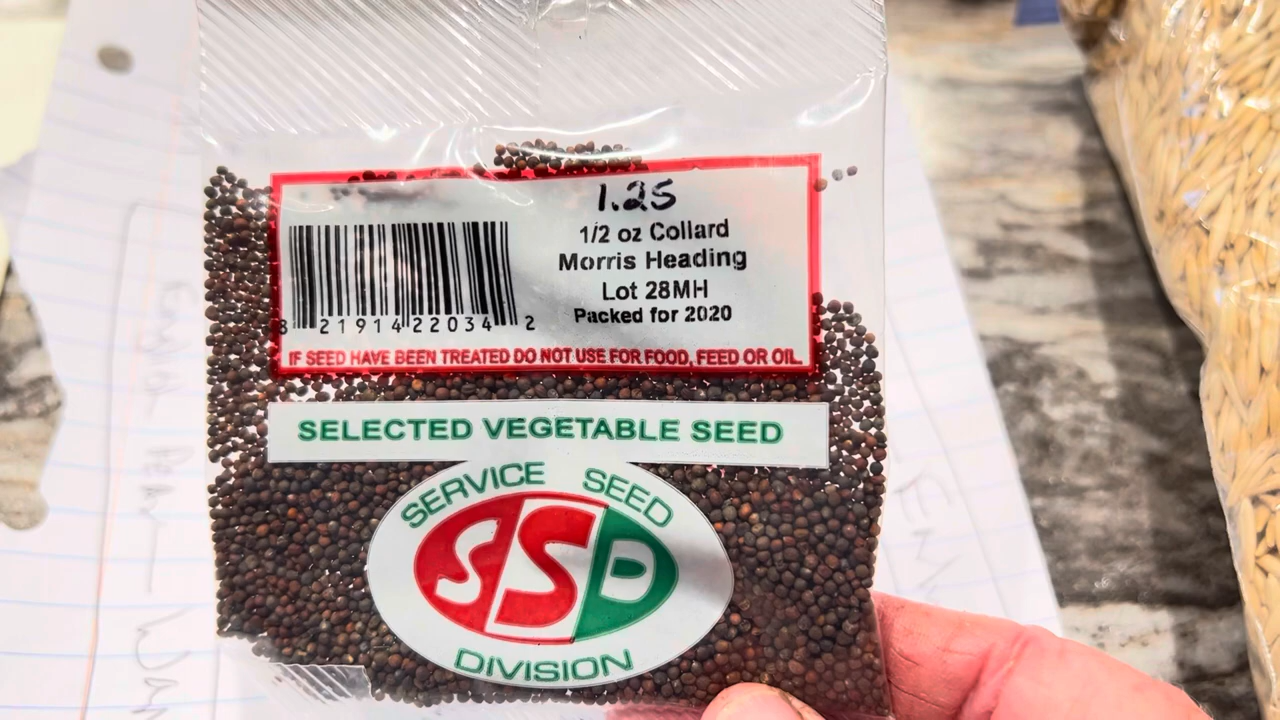 1.25
1/2 oz Collard
Morris Heading
Lot 28MH
Packed for 2020
8 21914 22034 2
IF SEED HAVE BEEN TREATED DO NOT USE FOR FOOD, FEED OR OIL.
SELECTED VEGETABLE SEED
SERVICE SEED
SSD
DIVISION